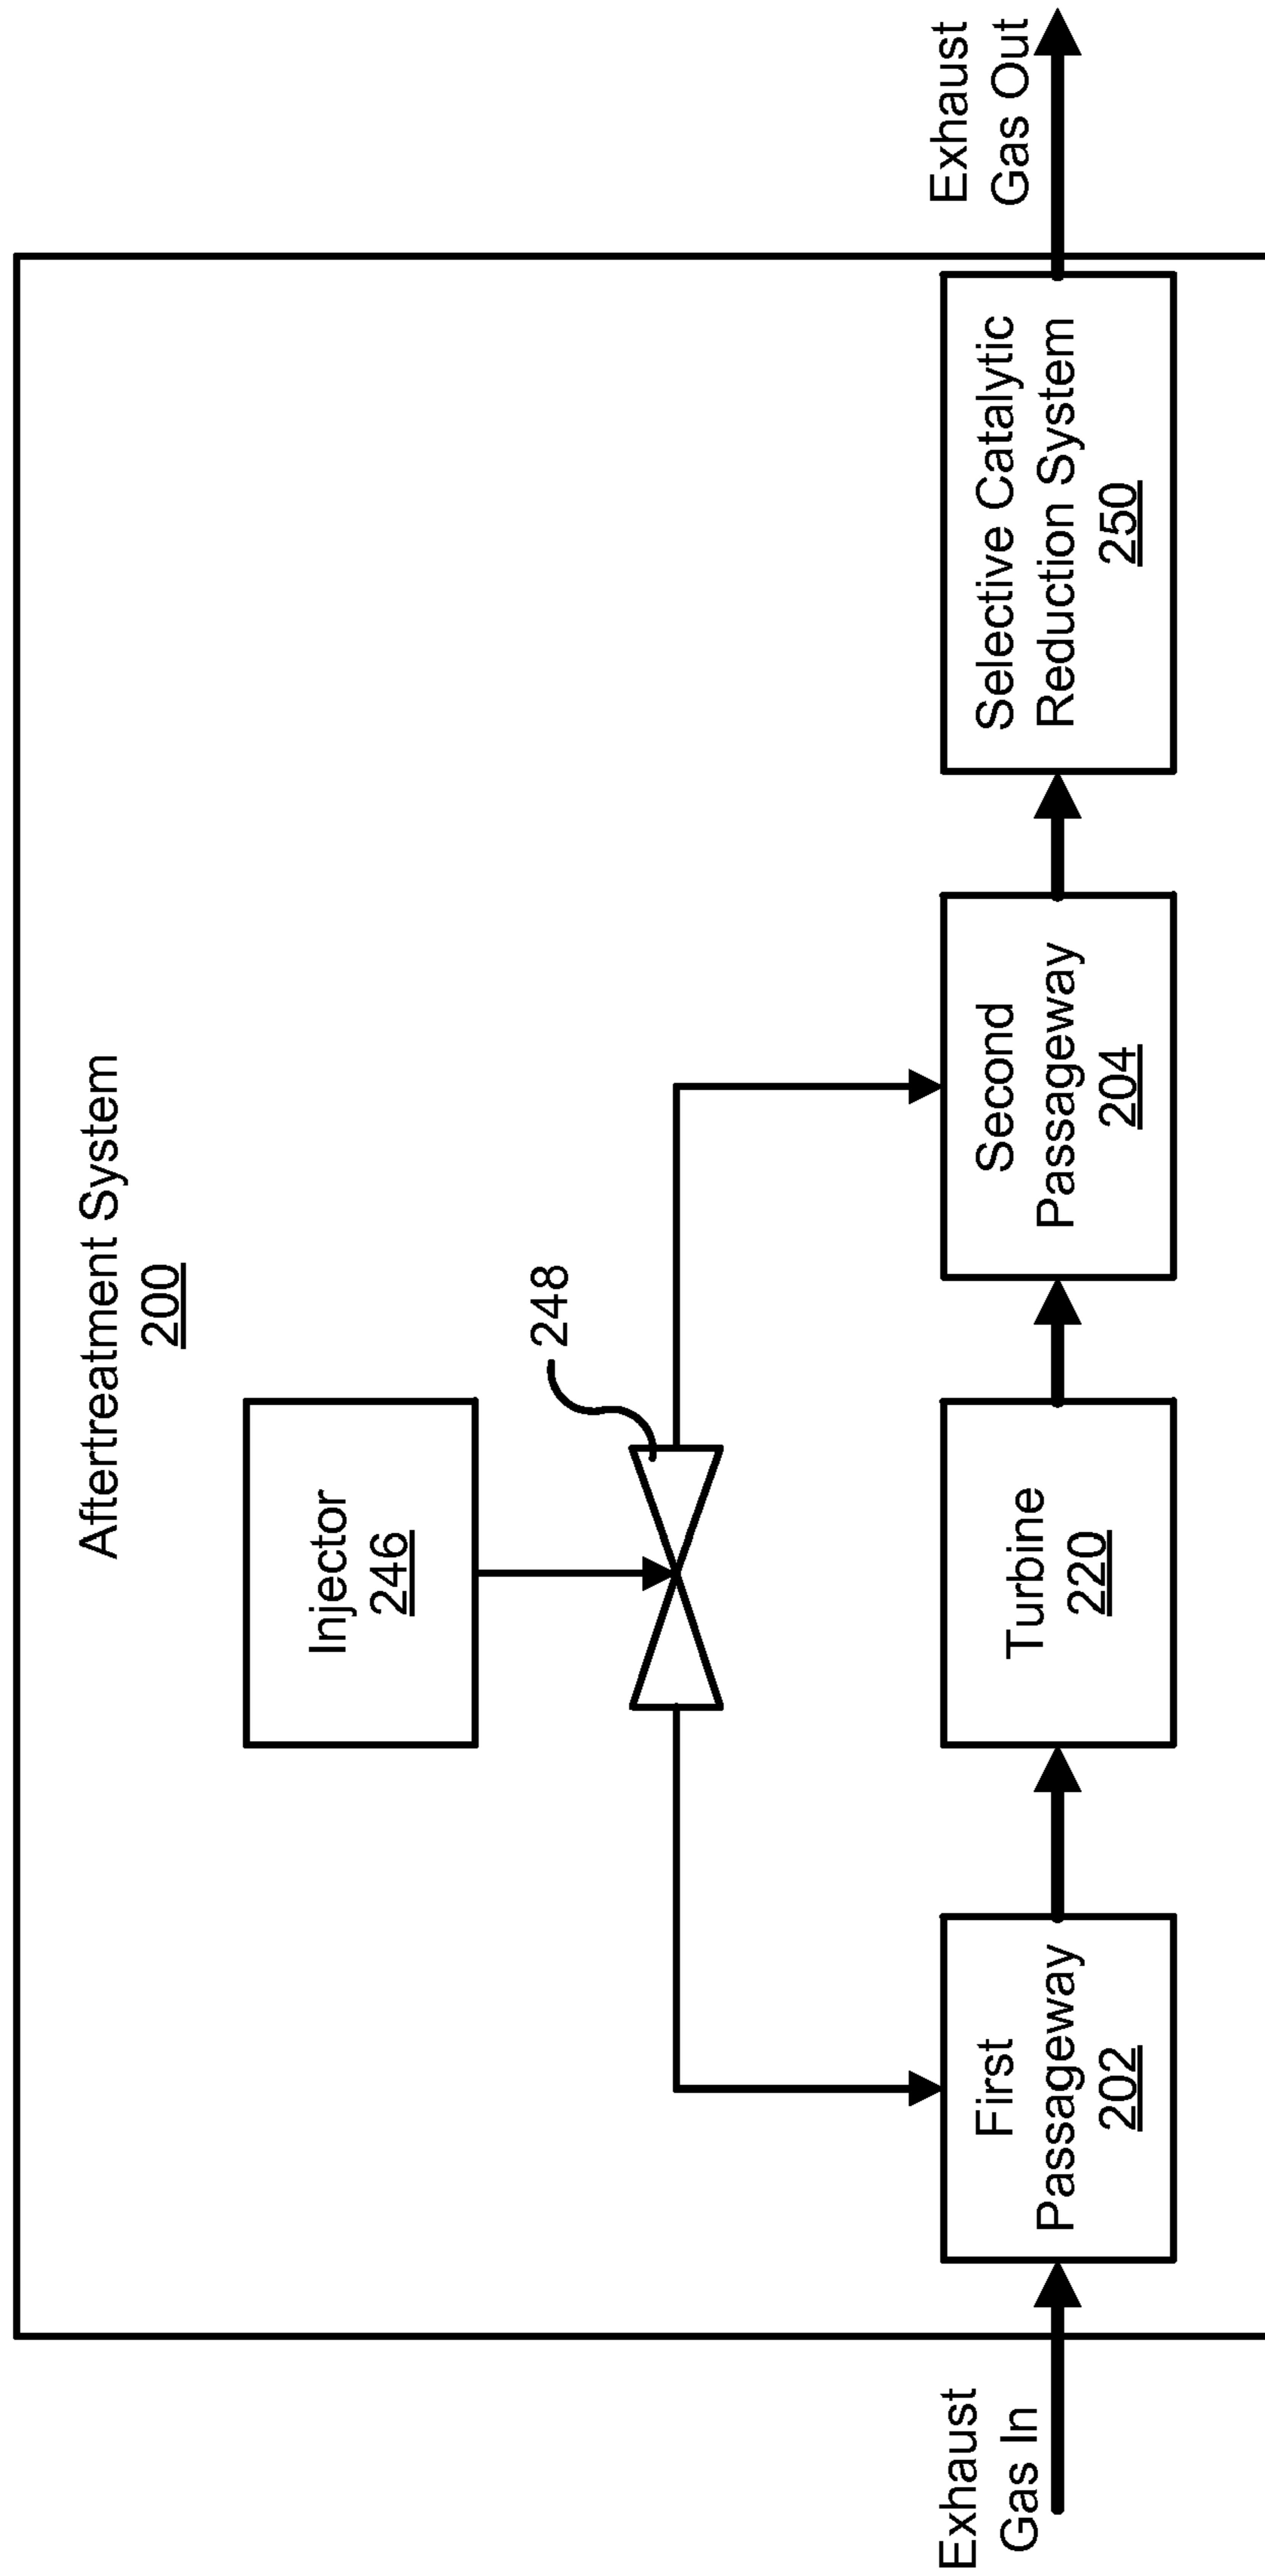 Aftertreatment System
200
Injector
246
248
Exhaust
Gas In
First
Passageway
202
Turbine
220
Second
Passageway
204
Selective Catalytic
Reduction System
250
Exhaust
Gas Out